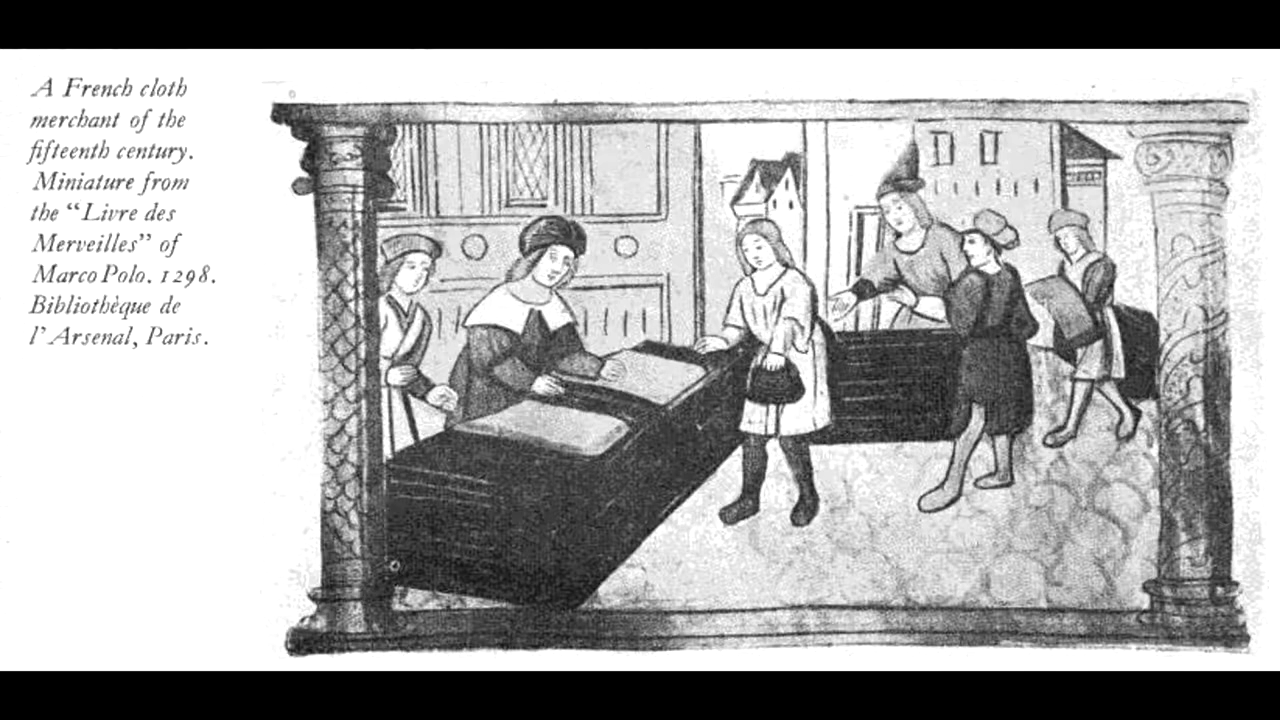 A French cloth
merchant of the
fifteenth century.
Miniature from
the “Livre des
Merveilles” of
Marco Polo. 1298.
Bibliothèque de
l’Arsenal, Paris.